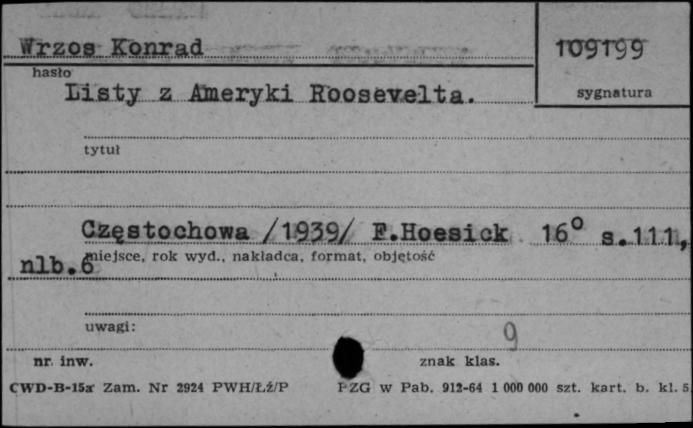 Wrzos Konrad
109199
hasło
sygnatura
Listy z Ameryki Roosevelta.
tytuł
Częstochowa /1939/ F.Hoesick 16° s.111,
miejsce, rok wyd., nakładca, format, objętość
nlb.6
uwagi:
9
nr. inw.
znak klas.
CWD-B-15a Zam. Nr 2924 PWH/Łź/P PZG w Pab. 912-64 1 000 000 szt. kart. b. kl. 5